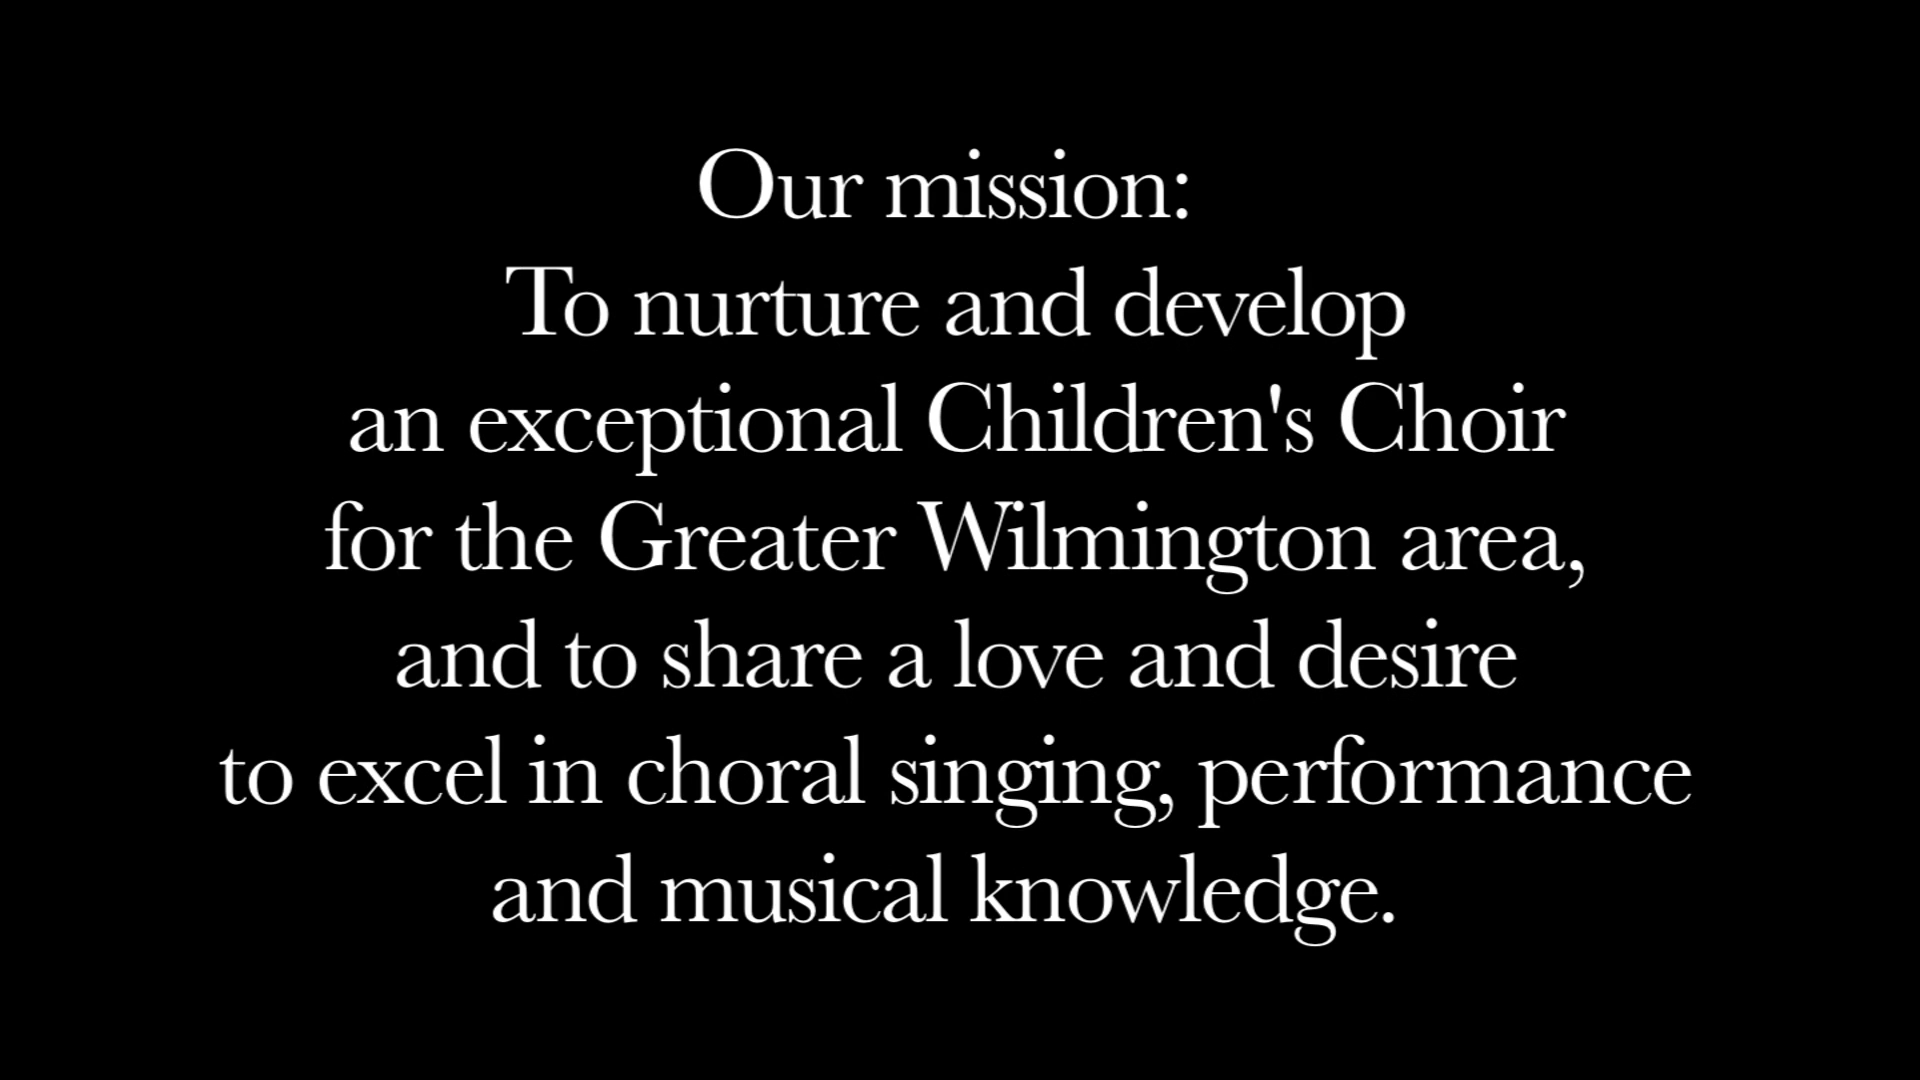 Our mission:
To nurture and develop
an exceptional Children's Choir
for the Greater Wilmington area,
and to share a love and desire
to excel in choral singing, performance
and musical knowledge.